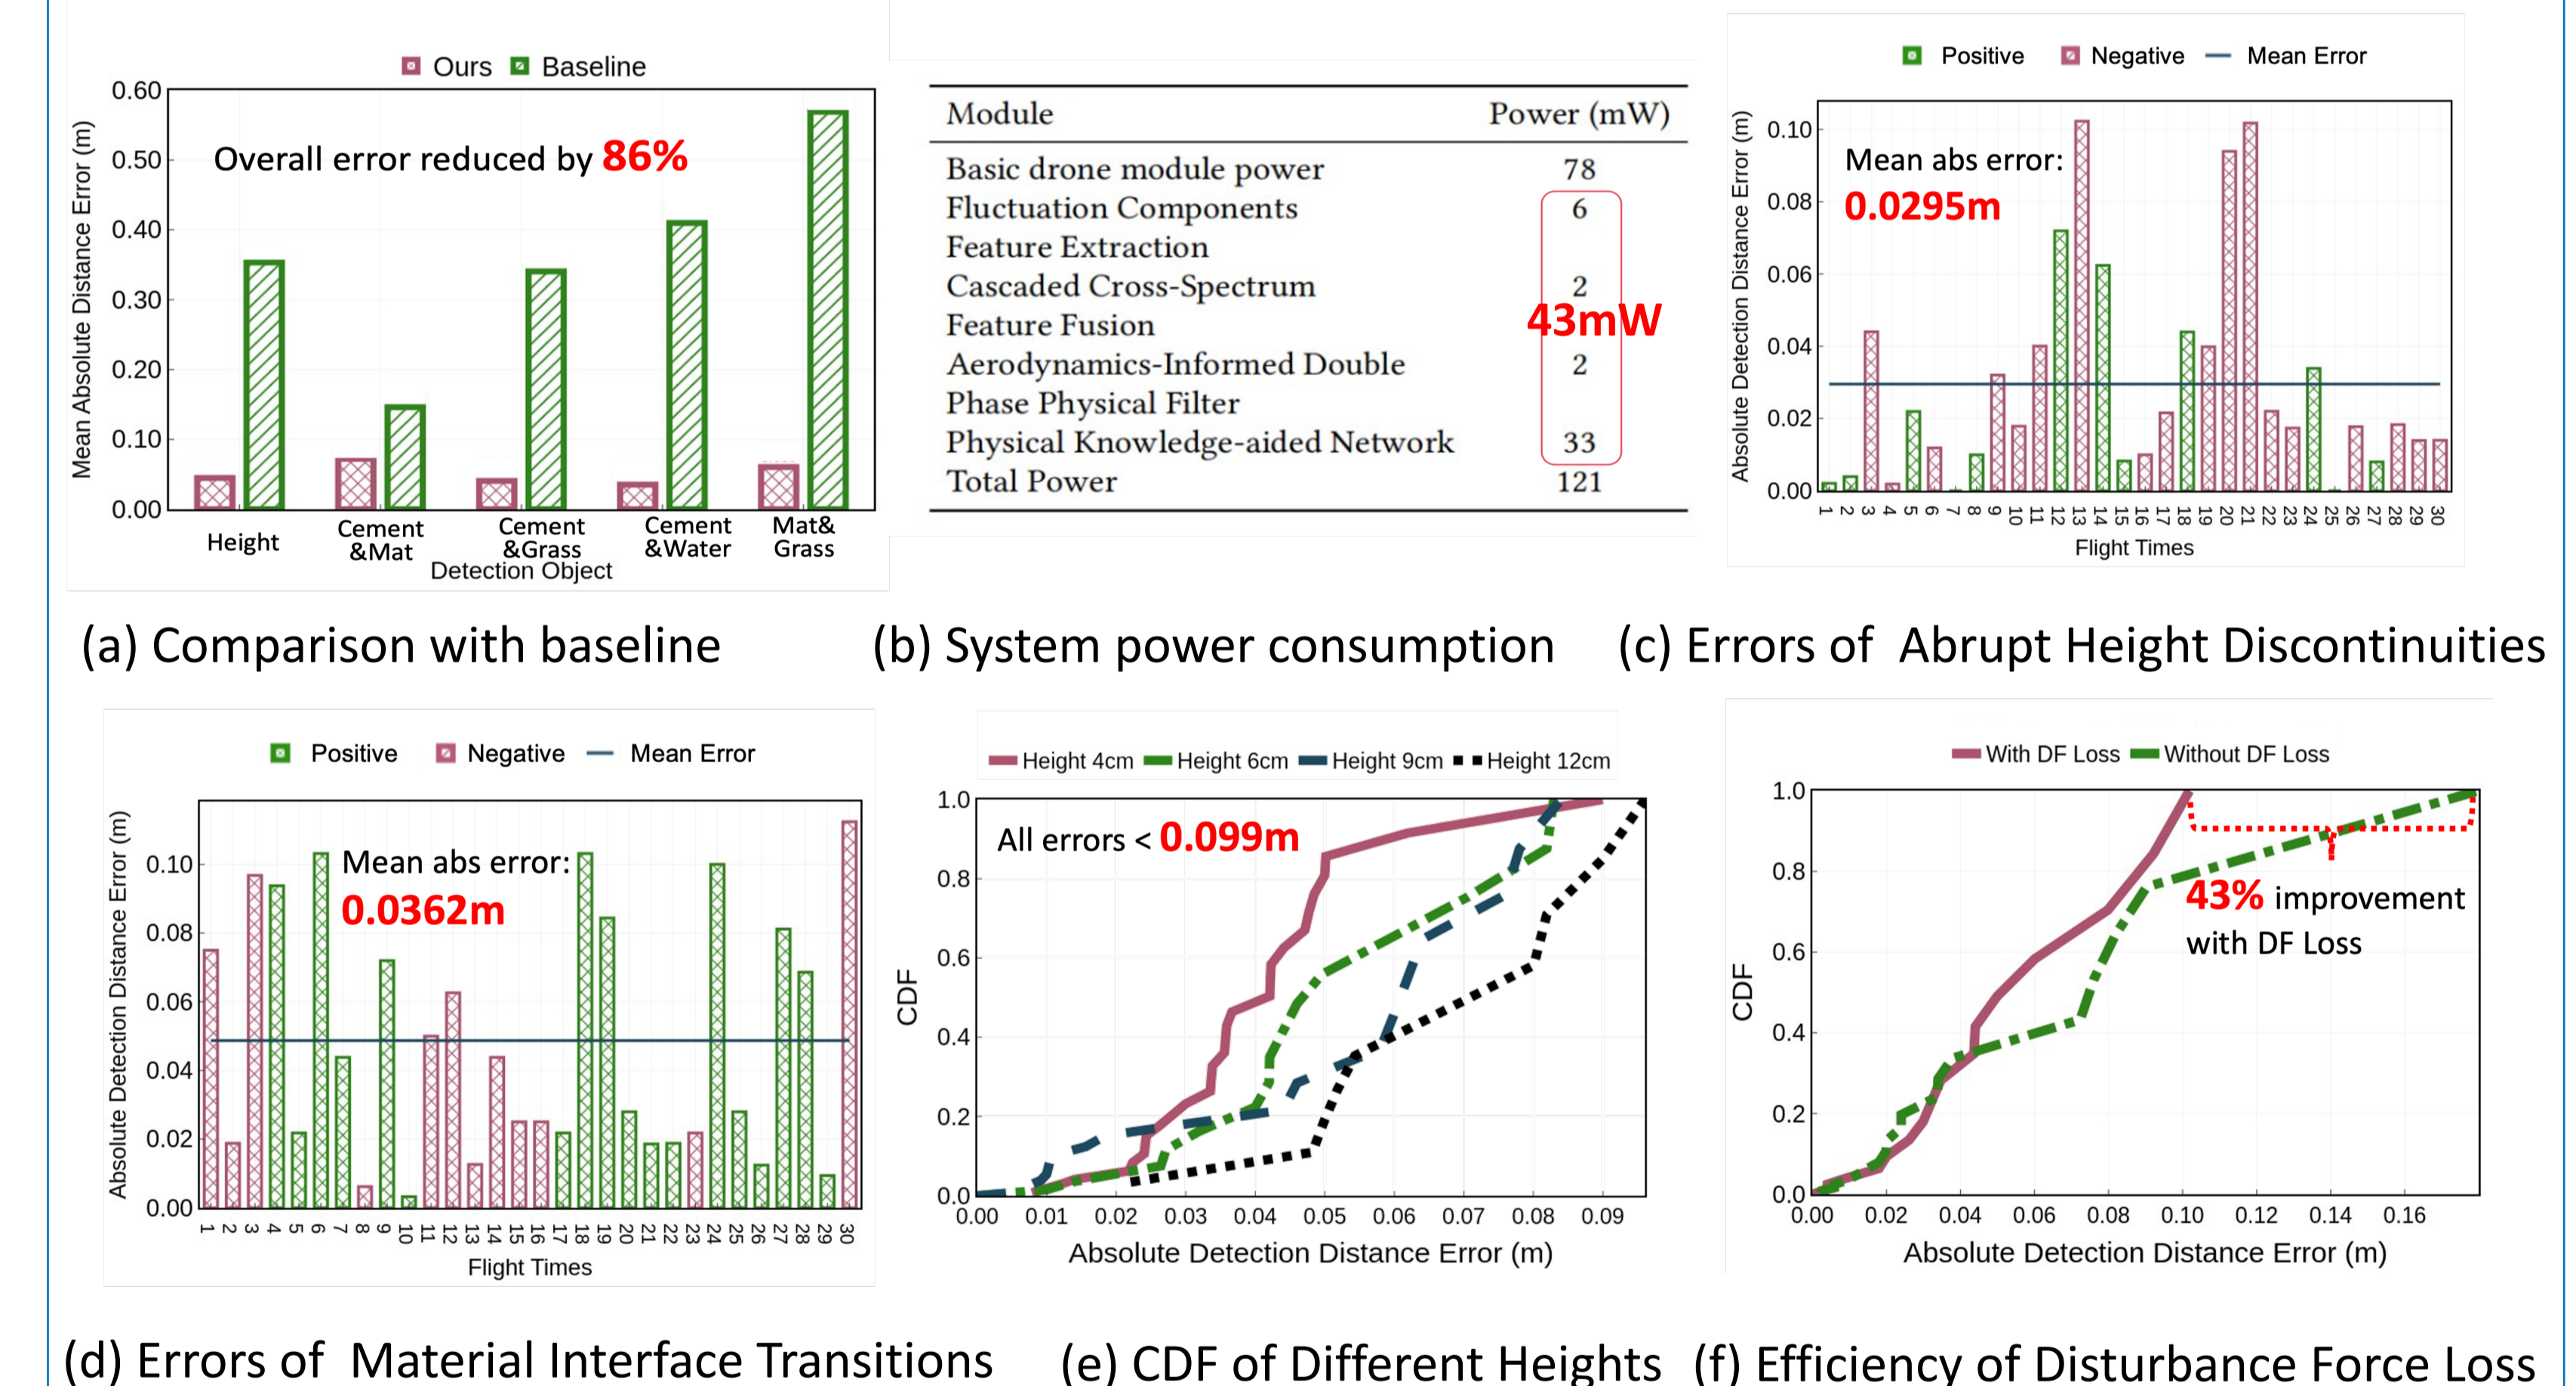 Ours Baseline
Mean Absolute Distance Error (m)
0.60
0.50
0.40
0.30
0.20
0.10
0.00
Overall error reduced by 86%
Height
Cement
&Mat
Cement
&Grass
Cement
&Water
Mat&
Grass
Detection Object
(a) Comparison with baseline
Module Power (mW)
Basic drone module power 78
Fluctuation Components 6
Feature Extraction
Cascaded Cross-Spectrum 2
43mW
Feature Fusion
Aerodynamics-Informed Double 2
Phase Physical Filter
Physical Knowledge-aided Network 33
Total Power 121
(b) System power consumption
Positive Negative Mean Error
Absolute Detection Distance Error (m)
0.10
0.08
0.06
0.04
0.02
0.00
Mean abs error:
0.0295m
1 2 3 4 5 6 7 8 9 10 11 12 13 14 15 16 17 18 19 20 21 22 23 24 25 26 27 28 29 30
Flight Times
(c) Errors of Abrupt Height Discontinuities
Positive Negative Mean Error
Absolute Detection Distance Error (m)
0.10
0.08
0.06
0.04
0.02
0.00
Mean abs error:
0.0362m
1 2 3 4 5 6 7 8 9 10 11 12 13 14 15 16 17 18 19 20 21 22 23 24 25 26 27 28 29 30
Flight Times
(d) Errors of Material Interface Transitions
Height 4cm Height 6cm Height 9cm Height 12cm
CDF
1.0
0.8
0.6
0.4
0.2
0.0
All errors < 0.099m
0.00 0.01 0.02 0.03 0.04 0.05 0.06 0.07 0.08 0.09
Absolute Detection Distance Error (m)
(e) CDF of Different Heights
With DF Loss Without DF Loss
CDF
1.0
0.8
0.6
0.4
0.2
0.0
43% improvement
with DF Loss
0.00 0.02 0.04 0.06 0.08 0.10 0.12 0.14 0.16
Absolute Detection Distance Error (m)
(f) Efficiency of Disturbance Force Loss